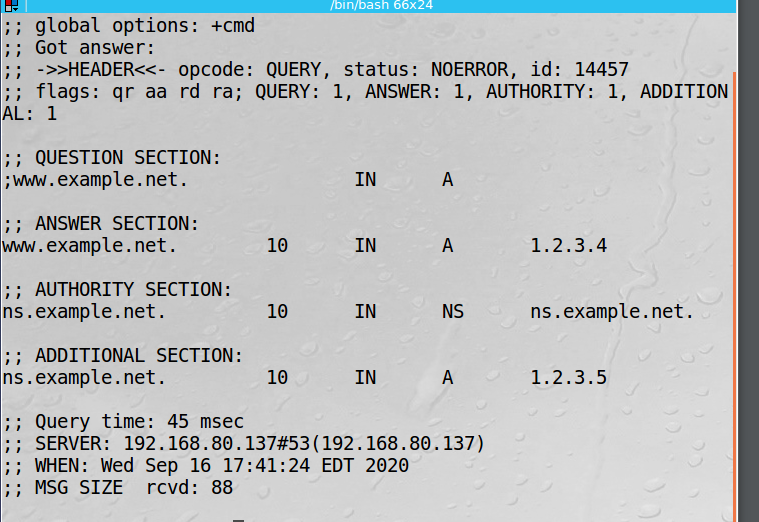 /bin/bash 66x24
;; global options: +cmd
;; Got answer:
;; ->>HEADER<<- opcode: QUERY, status: NOERROR, id: 14457
;; flags: qr aa rd ra; QUERY: 1, ANSWER: 1, AUTHORITY: 1, ADDITION
AL: 1
;; QUESTION SECTION:
;www.example.net. IN A
;; ANSWER SECTION:
www.example.net. 10 IN A 1.2.3.4
;; AUTHORITY SECTION:
ns.example.net. 10 IN NS ns.example.net.
;; ADDITIONAL SECTION:
ns.example.net. 10 IN A 1.2.3.5
;; Query time: 45 msec
;; SERVER: 192.168.80.137#53(192.168.80.137)
;; WHEN: Wed Sep 16 17:41:24 EDT 2020
;; MSG SIZE  rcvd: 88